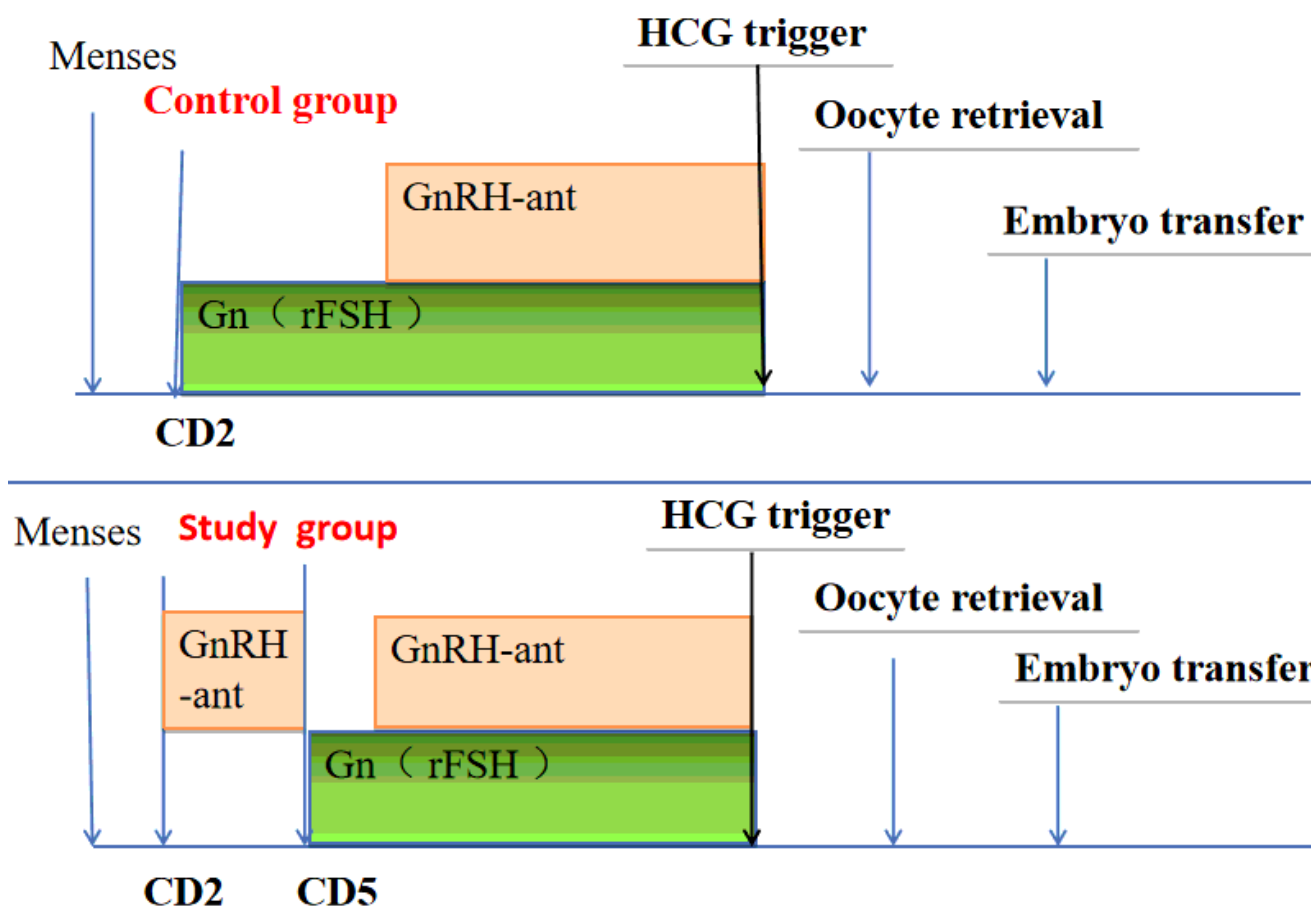 HCG trigger
Menses
Control group
Oocyte retrieval
GnRH-ant
Embryo transfer
Gn（ rFSH ）
CD2
HCG trigger
Menses
Study group
Oocyte retrieval
GnRH
-ant
GnRH-ant
Embryo transfer
Gn（ rFSH ）
CD2
CD5